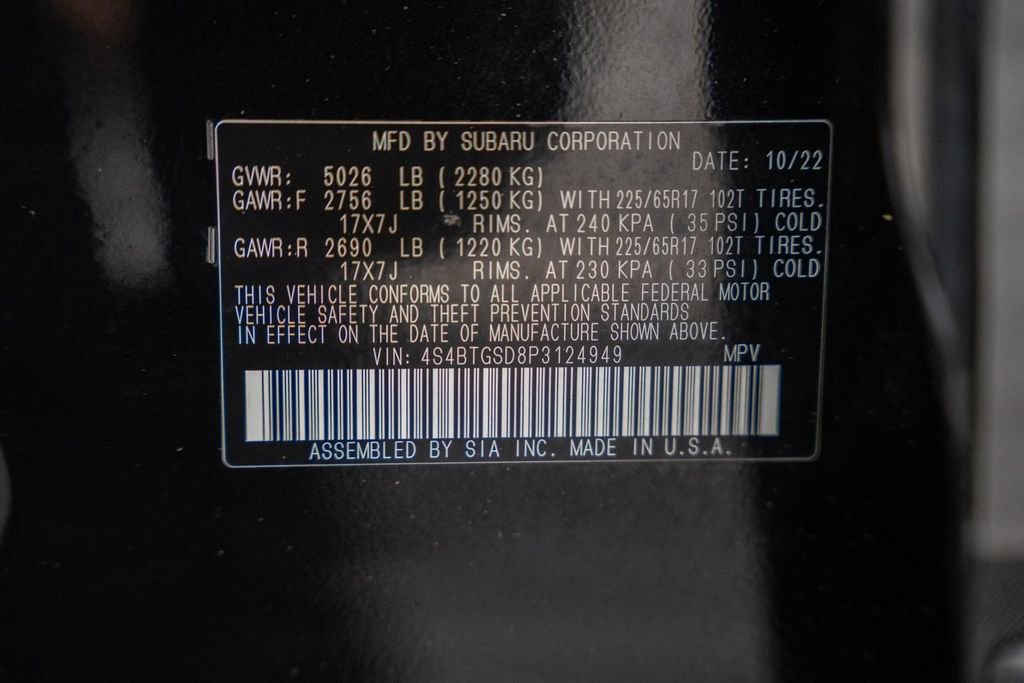 MFD BY SUBARU CORPORATION
DATE: 10/22
GVWR: 5026 LB ( 2280 KG)
GAWR:F 2756 LB ( 1250 KG) WITH 225/65R17 102T TIRES.
17X7J RIMS. AT 240 KPA ( 35 PSI) COLD
GAWR:R 2690 LB ( 1220 KG) WITH 225/65R17 102T TIRES.
17X7J RIMS. AT 230 KPA ( 33 PSI) COLD
THIS VEHICLE CONFORMS TO ALL APPLICABLE FEDERAL MOTOR
VEHICLE SAFETY AND THEFT PREVENTION STANDARDS
IN EFFECT ON THE DATE OF MANUFACTURE SHOWN ABOVE.
VIN: 4S4BTGSD8P3124949 MPV
ASSEMBLED BY SIA INC. MADE IN U.S.A.